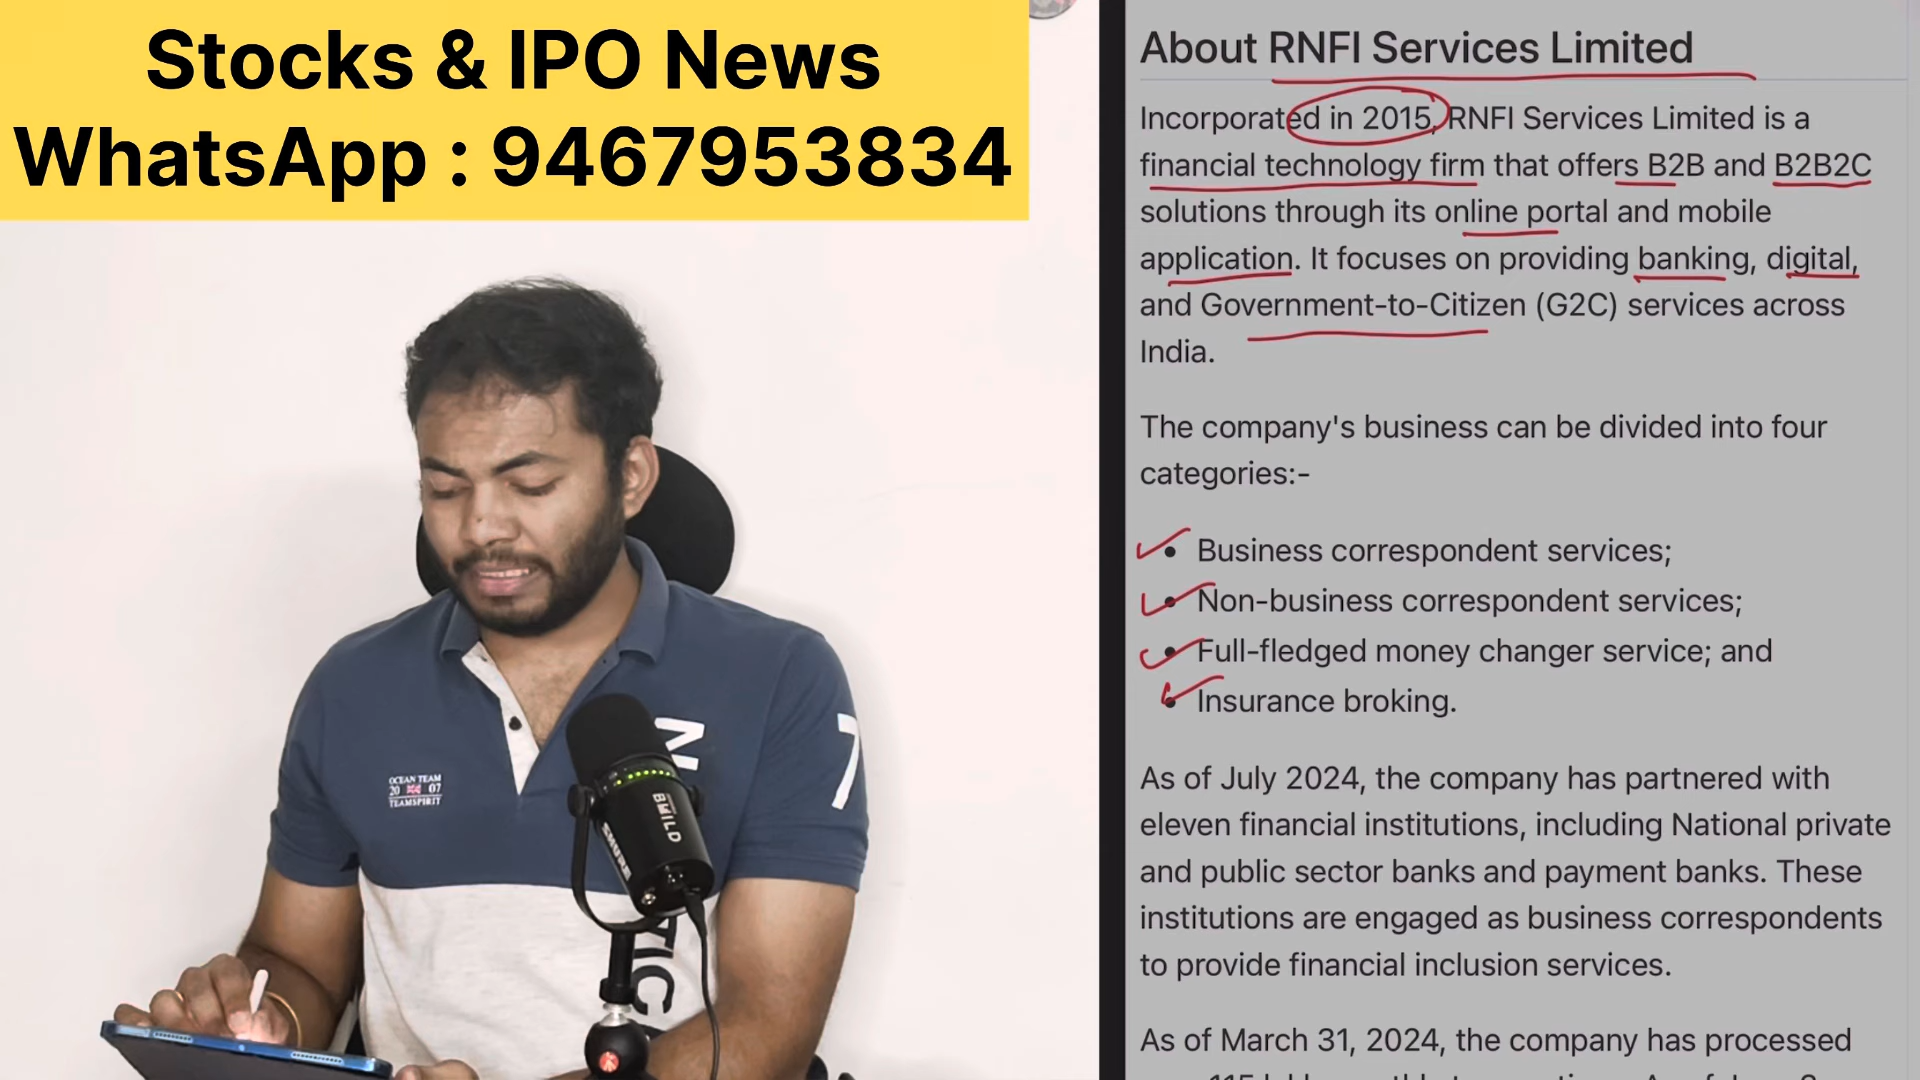 Stocks & IPO News
WhatsApp : 9467953834
About RNFI Services Limited
Incorporated in 2015, RNFI Services Limited is a
financial technology firm that offers B2B and B2B2C
solutions through its online portal and mobile
application. It focuses on providing banking, digital,
and Government-to-Citizen (G2C) services across
India.
The company's business can be divided into four
categories:-
• Business correspondent services;
• Non-business correspondent services;
• Full-fledged money changer service; and
• Insurance broking.
As of July 2024, the company has partnered with
eleven financial institutions, including National private
and public sector banks and payment banks. These
institutions are engaged as business correspondents
to provide financial inclusion services.
As of March 31, 2024, the company has processed
OCEAN TEAM
20 07
TEAMSPIRIT
N
7
BMILD
SHURE
TIC